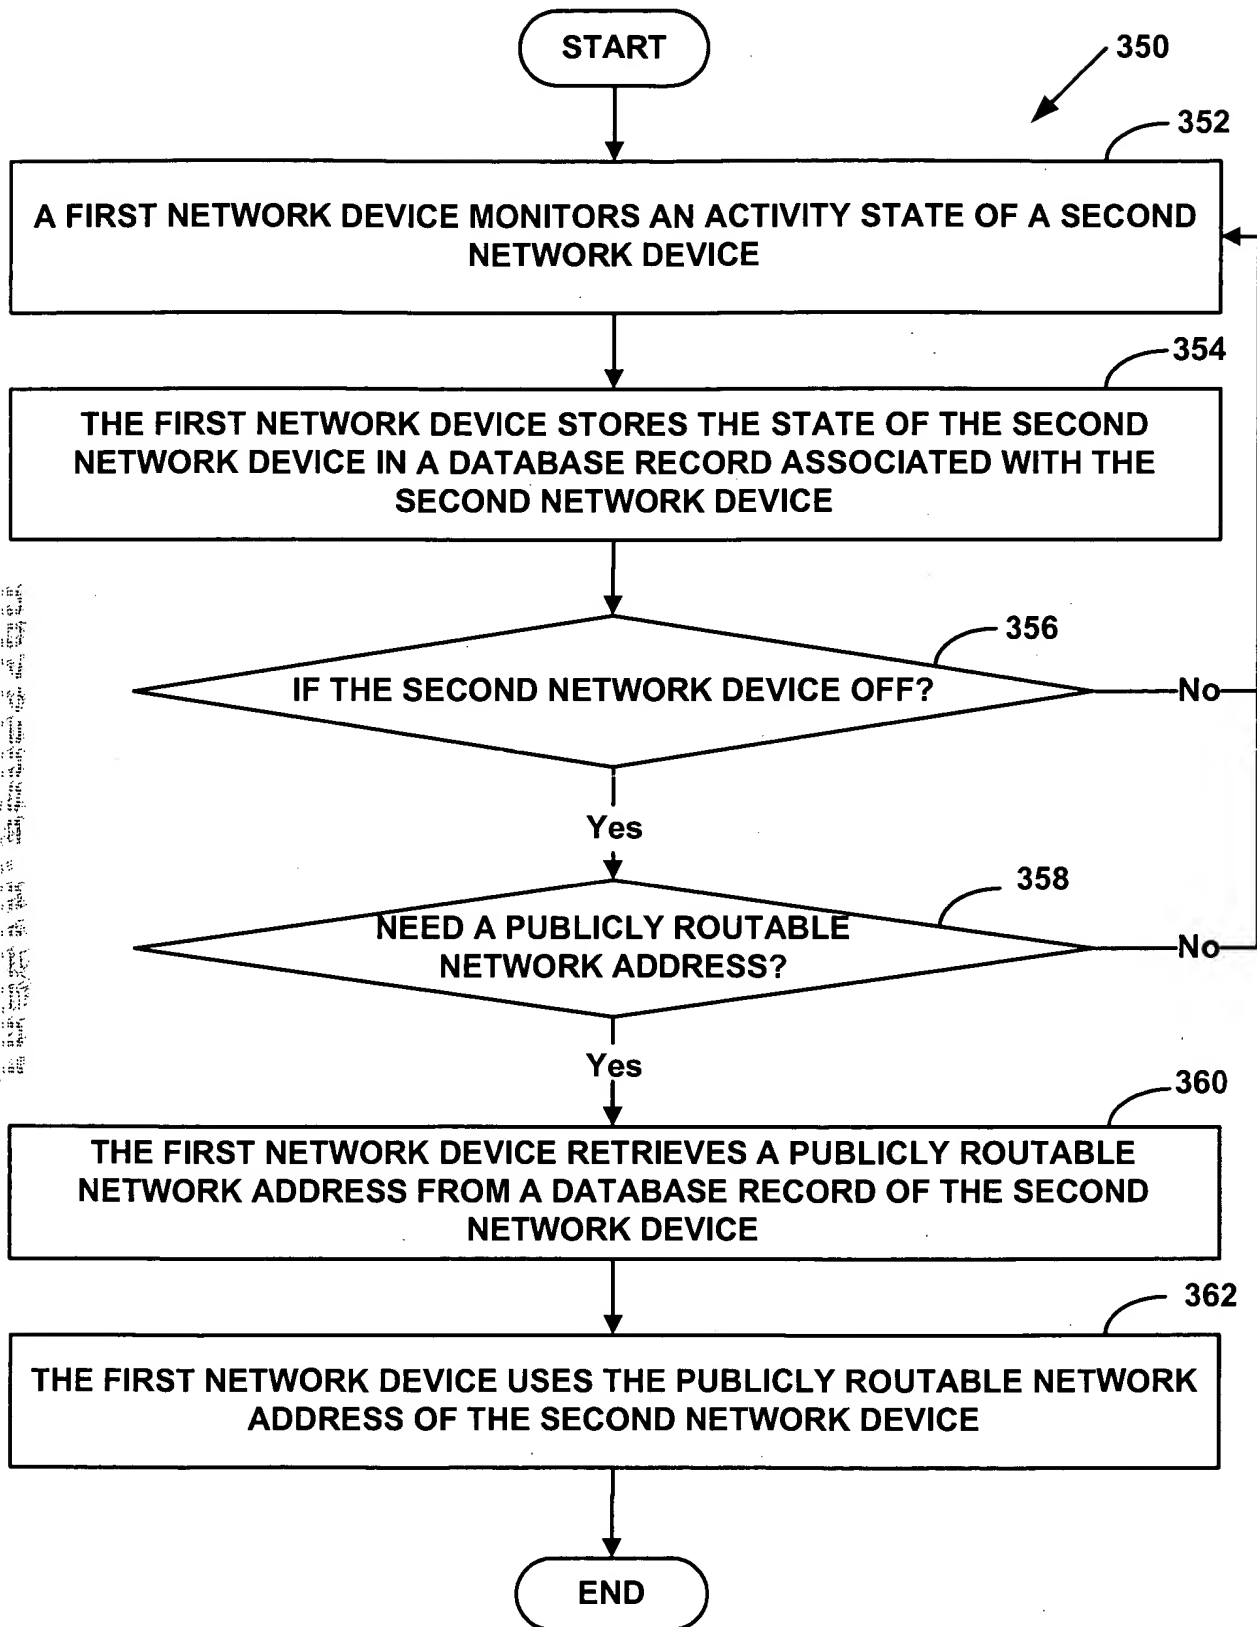 START
350
352
A FIRST NETWORK DEVICE MONITORS AN ACTIVITY STATE OF A SECOND
NETWORK DEVICE
354
THE FIRST NETWORK DEVICE STORES THE STATE OF THE SECOND
NETWORK DEVICE IN A DATABASE RECORD ASSOCIATED WITH THE
SECOND NETWORK DEVICE
356
IF THE SECOND NETWORK DEVICE OFF?
No
Yes
358
NEED A PUBLICLY ROUTABLE
NETWORK ADDRESS?
No
Yes
360
THE FIRST NETWORK DEVICE RETRIEVES A PUBLICLY ROUTABLE
NETWORK ADDRESS FROM A DATABASE RECORD OF THE SECOND
NETWORK DEVICE
362
THE FIRST NETWORK DEVICE USES THE PUBLICLY ROUTABLE NETWORK
ADDRESS OF THE SECOND NETWORK DEVICE
END